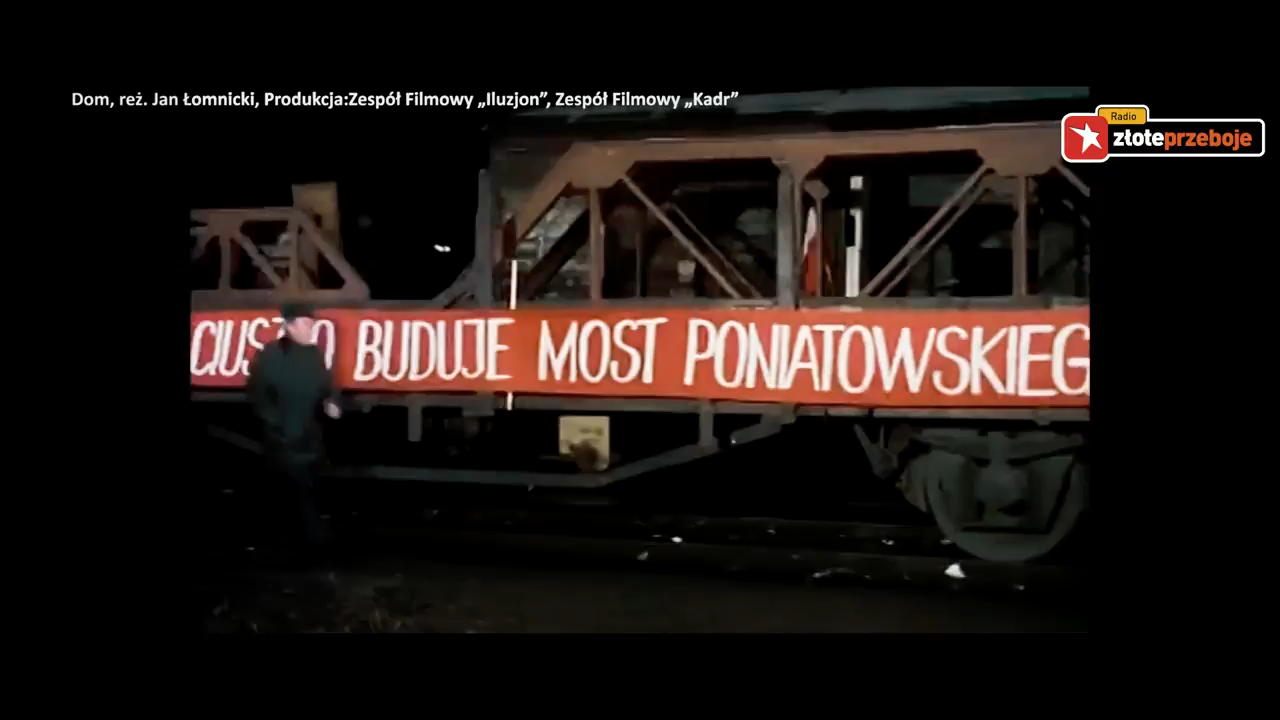 Dom, reż. Jan Łomnicki, Produkcja:Zespół Filmowy „Iluzjon”, Zespół Filmowy „Kadr”
Radio
złoteprzeboje
BUDUJE MOST PONIATOWSKIEG